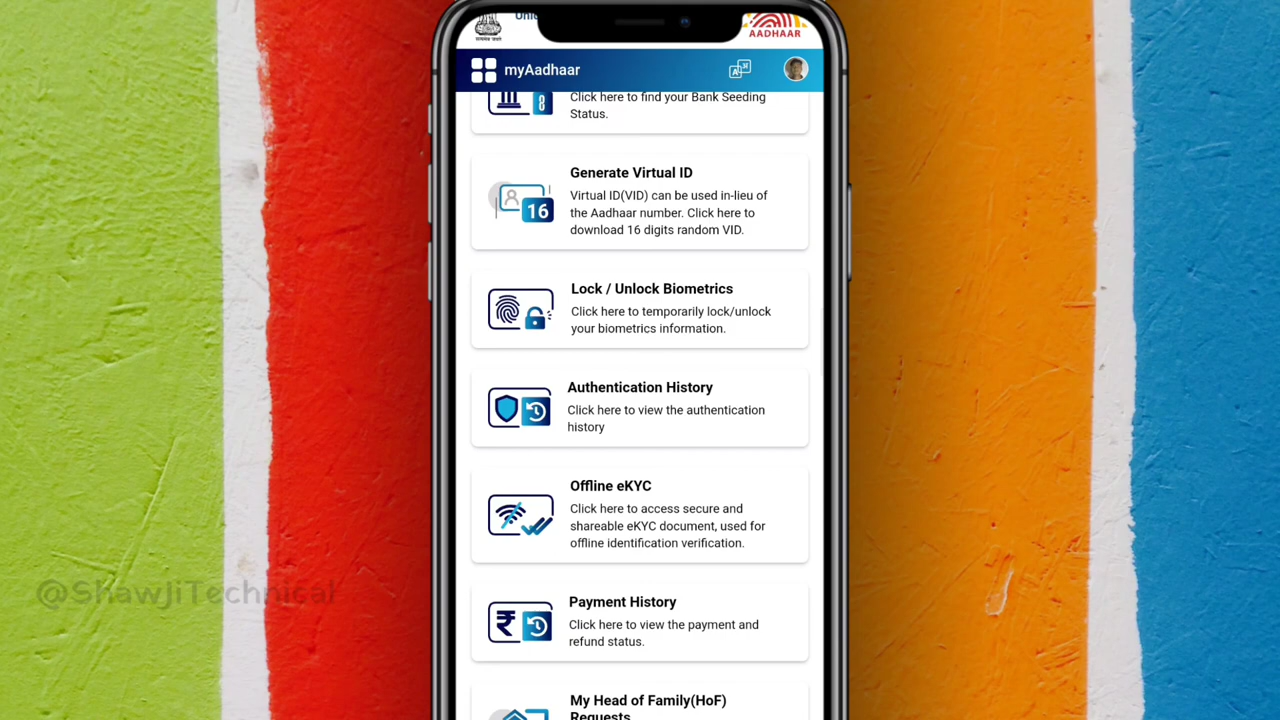 AADHAAR
myAadhaar
Click here to find your Bank Seeding
Status.
Generate Virtual ID
Virtual ID(VID) can be used in-lieu of
the Aadhaar number. Click here to
download 16 digits random VID.
16
Lock / Unlock Biometrics
Click here to temporarily lock/unlock
your biometrics information.
Authentication History
Click here to view the authentication
history
Offline eKYC
Click here to access secure and
shareable eKYC document, used for
offline identification verification.
@ShawJiTechnical
Payment History
₹
Click here to view the payment and
refund status.
My Head of Family(HoF)
Requests